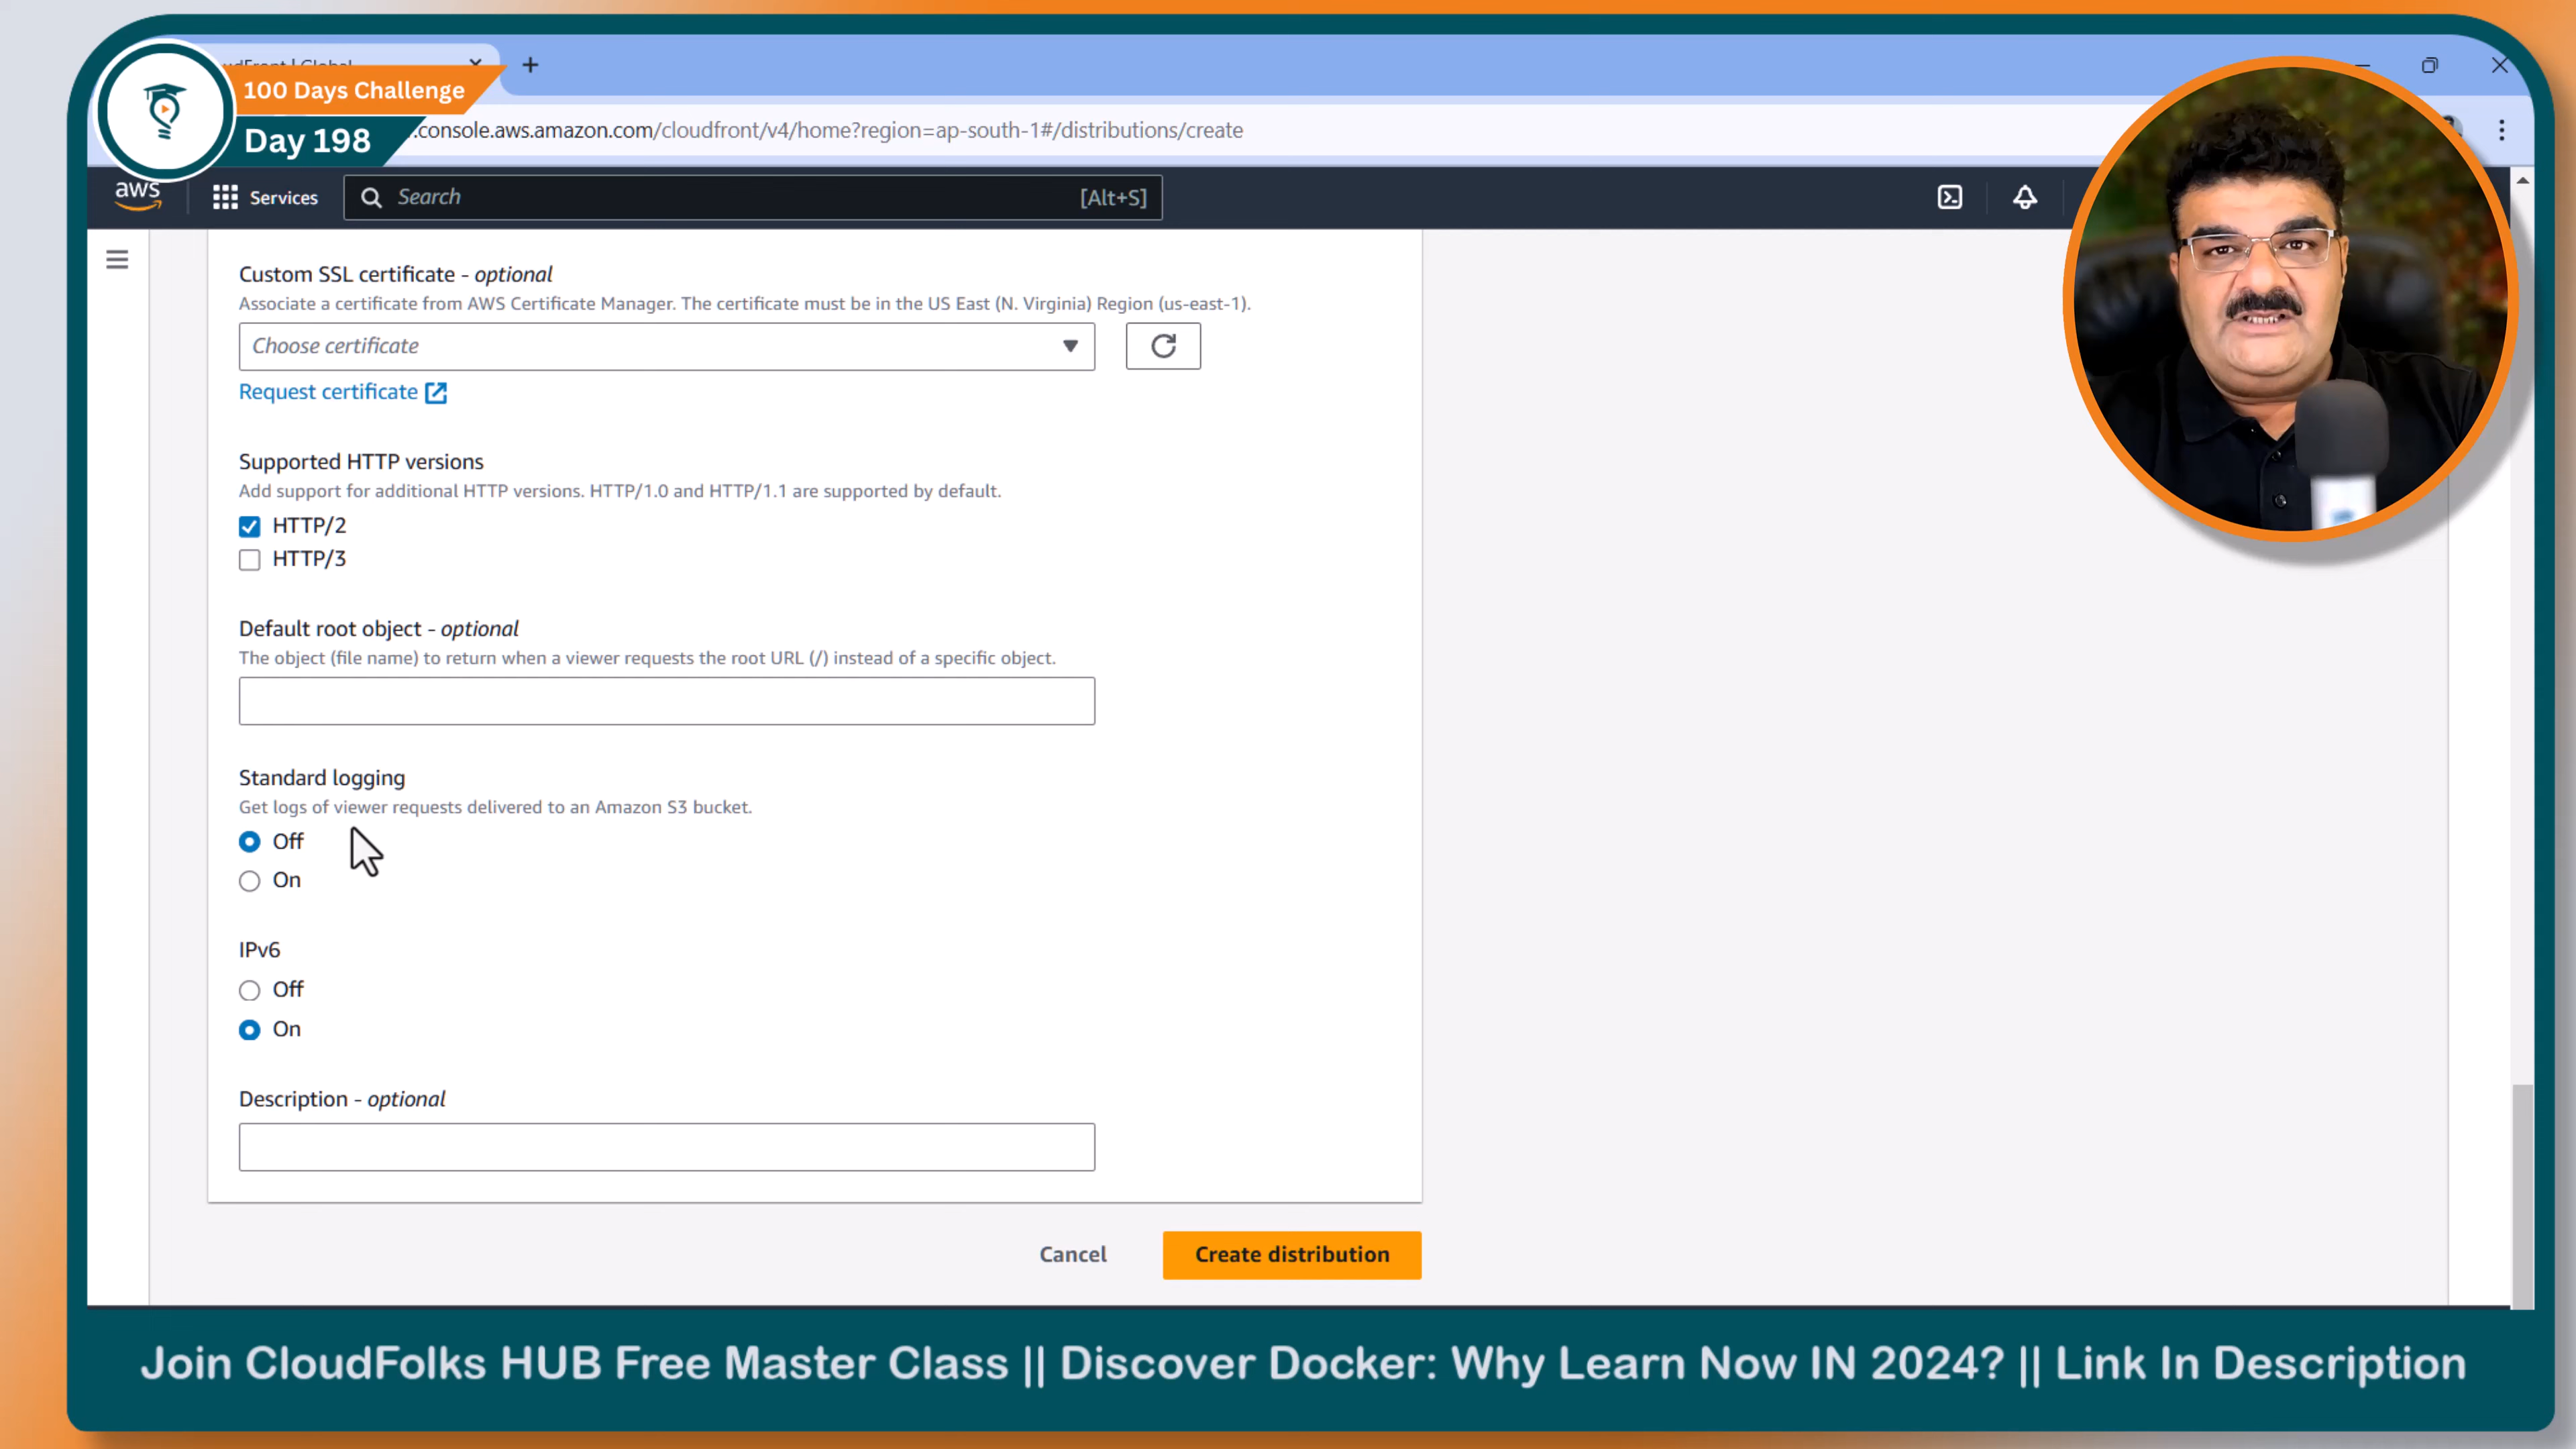 100 Days Challenge
Day 198
.console.aws.amazon.com/cloudfront/v4/home?region=ap-south-1#/distributions/create
aws
Services
Search
[Alt+S]
Custom SSL certificate - optional
Associate a certificate from AWS Certificate Manager. The certificate must be in the US East (N. Virginia) Region (us-east-1).
Choose certificate
Request certificate
Supported HTTP versions
Add support for additional HTTP versions. HTTP/1.0 and HTTP/1.1 are supported by default.
HTTP/2
HTTP/3
Default root object - optional
The object (file name) to return when a viewer requests the root URL (/) instead of a specific object.
Standard logging
Get logs of viewer requests delivered to an Amazon S3 bucket.
Off
On
IPv6
Off
On
Description - optional
Cancel
Create distribution
Join CloudFolks HUB Free Master Class || Discover Docker: Why Learn Now IN 2024? || Link In Description